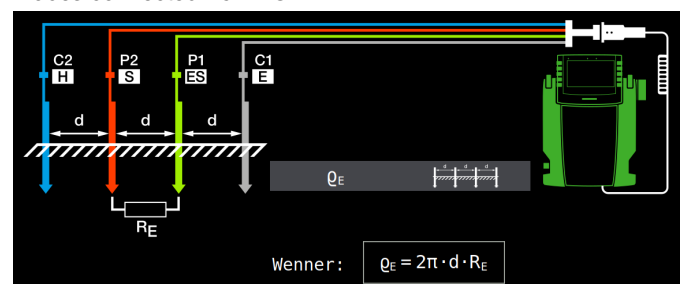 C2 P2 P1 C1
H S ES E
d d d
ϱE d d d
RE
Wenner: ϱE = 2π·d·RE